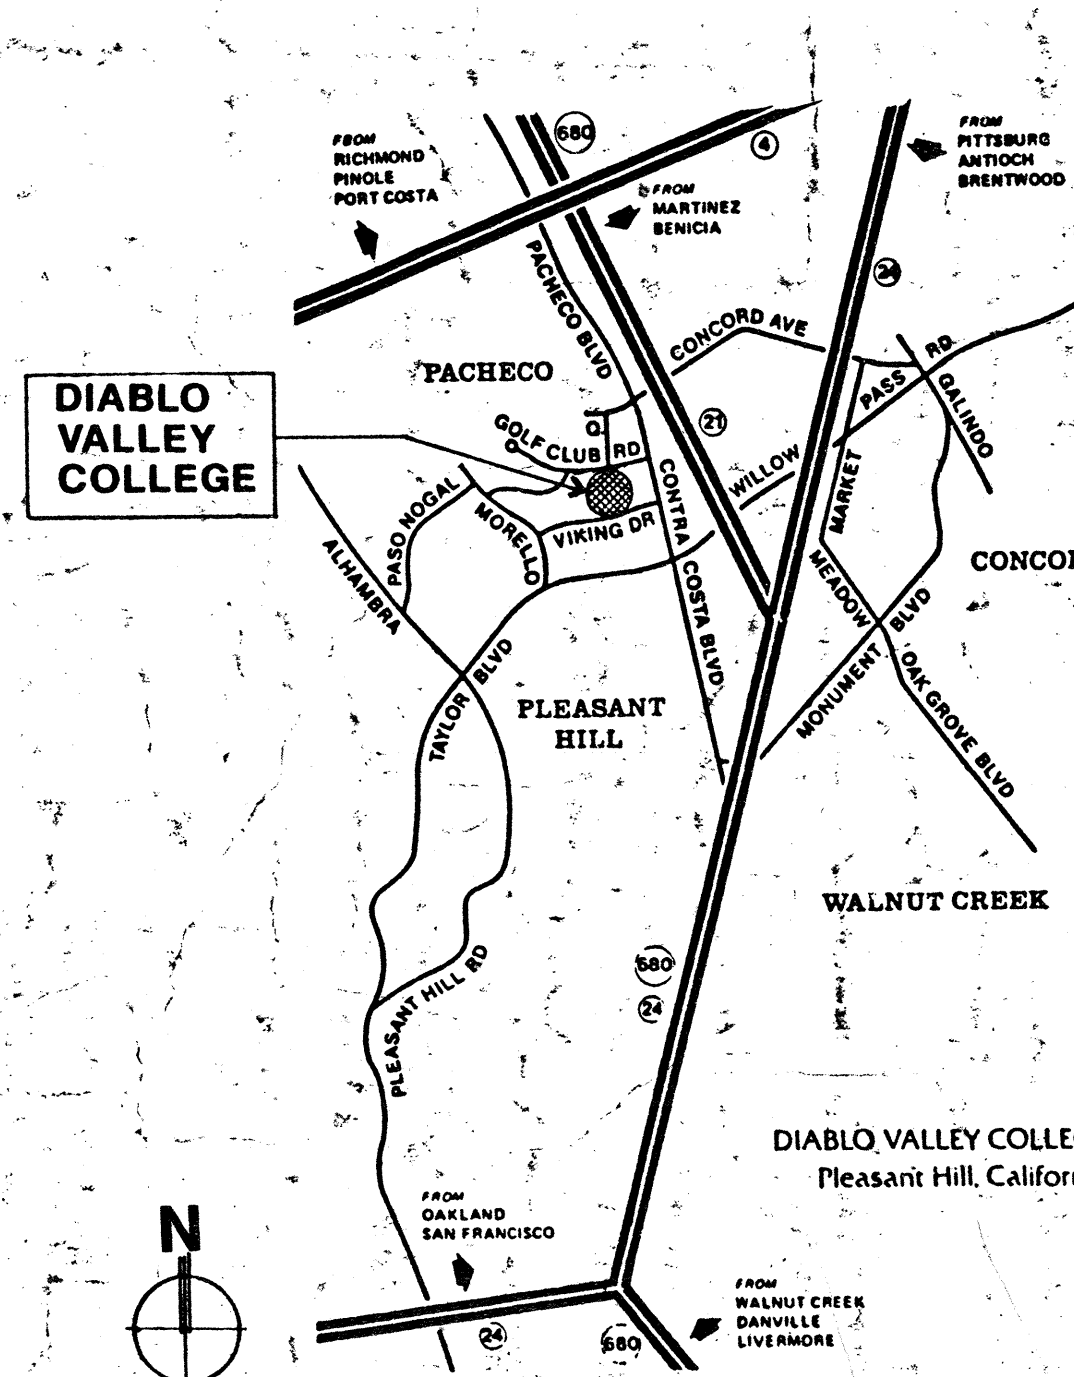 FROM
RICHMOND
PINOLE
PORT COSTA
680
4
FROM
MARTINEZ
BENICIA
FROM
PITTSBURG
ANTIOCH
BRENTWOOD
24
PACHECO BLVD
CONCORD AVE
PACHECO
DIABLO
VALLEY
COLLEGE
GOLF CLUB RD
21
PASS RD
GALINDO
WILLOW
MARKET
PASO NOGAL
MORELLO
VIKING DR
CONTRA COSTA BLVD
ALHAMBRA
MEADOW
CONCOR
MONUMENT BLVD
OAK GROVE BLVD
TAYLOR BLVD
PLEASANT
HILL
WALNUT CREEK
680
24
PLEASANT HILL RD
DIABLO VALLEY COLLEG
Pleasant Hill, Californ
N
FROM
OAKLAND
SAN FRANCISCO
24
680
FROM
WALNUT CREEK
DANVILLE
LIVERMORE